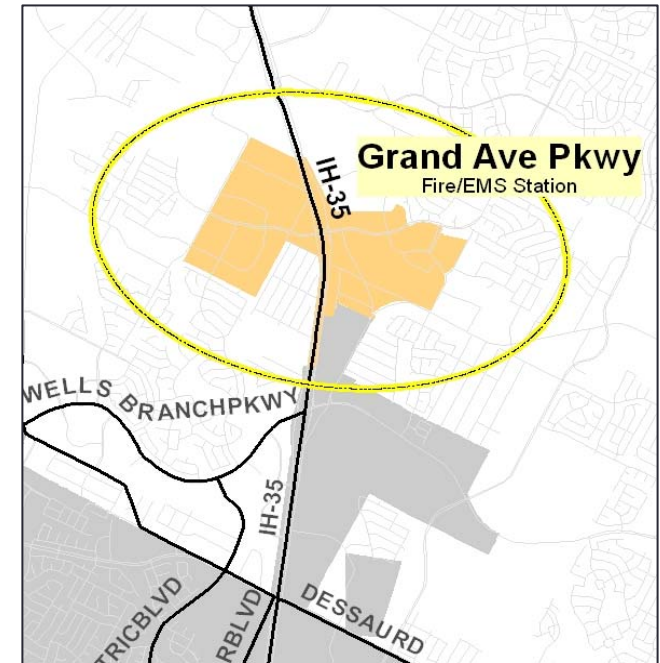 IH-35
Grand Ave Pkwy
Fire/EMS Station
WELLS BRANCHPKWY
IH-35
DESSAURD
TRICBLVD
RBLVD